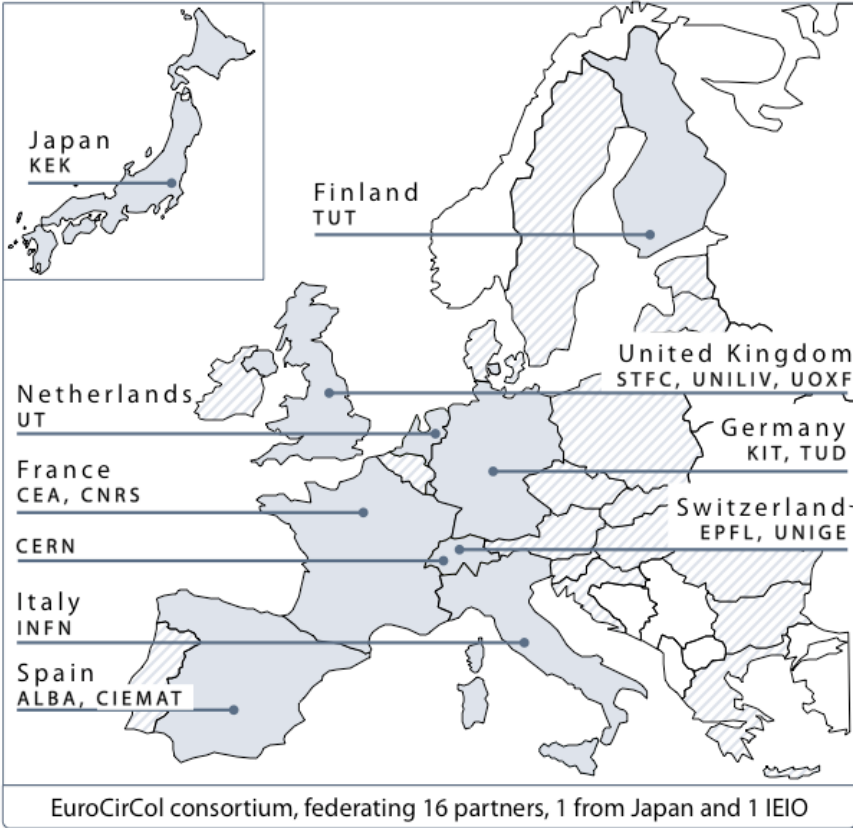 Japan
KEK
Finland
TUT
United Kingdom
STFC, UNILIV, UOXF
Netherlands
UT
Germany
KIT, TUD
France
CEA, CNRS
Switzerland
EPFL, UNIGE
CERN
Italy
INFN
Spain
ALBA, CIEMAT
EuroCirCol consortium, federating 16 partners, 1 from Japan and 1 IEIO